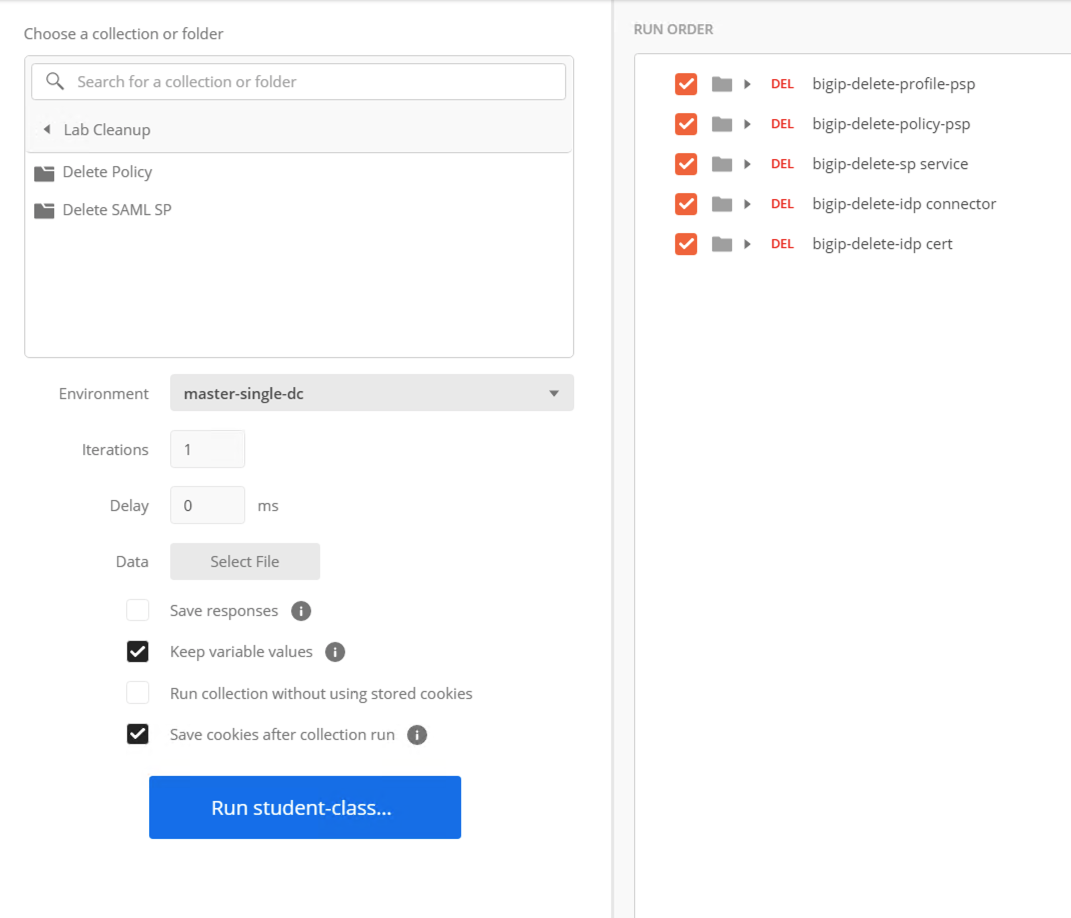 Choose a collection or folder
Search for a collection or folder
Lab Cleanup
Delete Policy
Delete SAML SP
Environment master-single-dc
Iterations 1
Delay 0 ms
Data Select File
Save responses
Keep variable values
Run collection without using stored cookies
Save cookies after collection run
Run student-class...
RUN ORDER
DEL bigip-delete-profile-psp
DEL bigip-delete-policy-psp
DEL bigip-delete-sp service
DEL bigip-delete-idp connector
DEL bigip-delete-idp cert